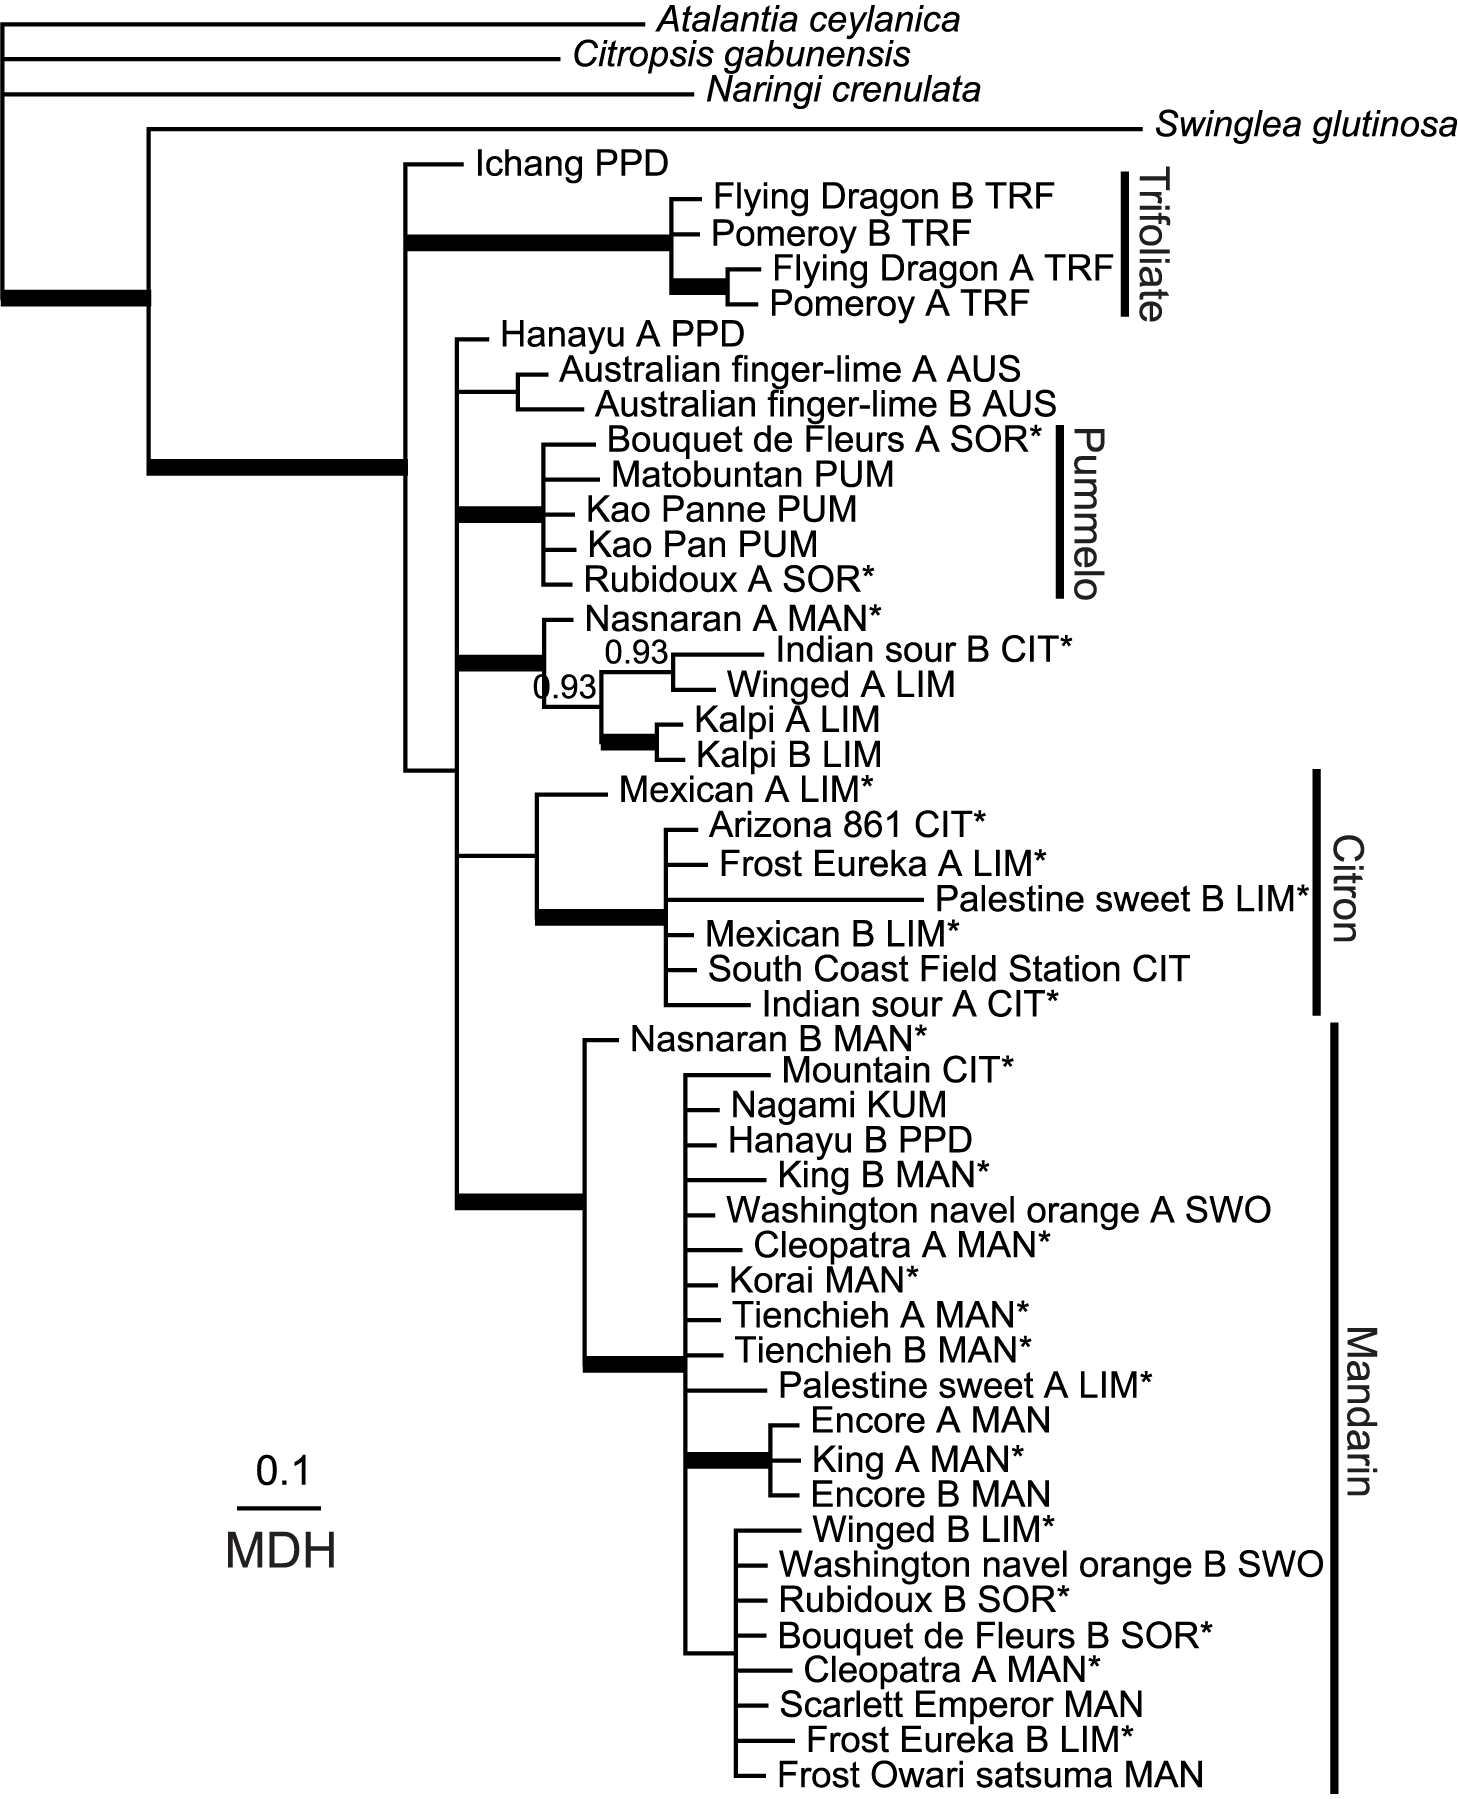 Atalantia ceylanica
Citropsis gabunensis
Naringi crenulata
Swinglea glutinosa
Ichang PPD
Flying Dragon B TRF
Pomeroy B TRF
Flying Dragon A TRF
Pomeroy A TRF
Trifoliate
Hanayu A PPD
Australian finger-lime A AUS
Australian finger-lime B AUS
Bouquet de Fleurs A SOR*
Matobuntan PUM
Kao Panne PUM
Kao Pan PUM
Rubidoux A SOR*
Pummelo
Nasnaran A MAN*
0.93
Indian sour B CIT*
0.93
Winged A LIM
Kalpi A LIM
Kalpi B LIM
Mexican A LIM*
Arizona 861 CIT*
Frost Eureka A LIM*
Palestine sweet B LIM*
Mexican B LIM*
South Coast Field Station CIT
Indian sour A CIT*
Citron
Nasnaran B MAN*
Mountain CIT*
Nagami KUM
Hanayu B PPD
King B MAN*
Washington navel orange A SWO
Cleopatra A MAN*
Korai MAN*
Tienchieh A MAN*
Tienchieh B MAN*
Palestine sweet A LIM*
Encore A MAN
King A MAN*
Encore B MAN
Winged B LIM*
Washington navel orange B SWO
Rubidoux B SOR*
Bouquet de Fleurs B SOR*
Cleopatra A MAN*
Scarlett Emperor MAN
Frost Eureka B LIM*
Frost Owari satsuma MAN
Mandarin
0.1
MDH